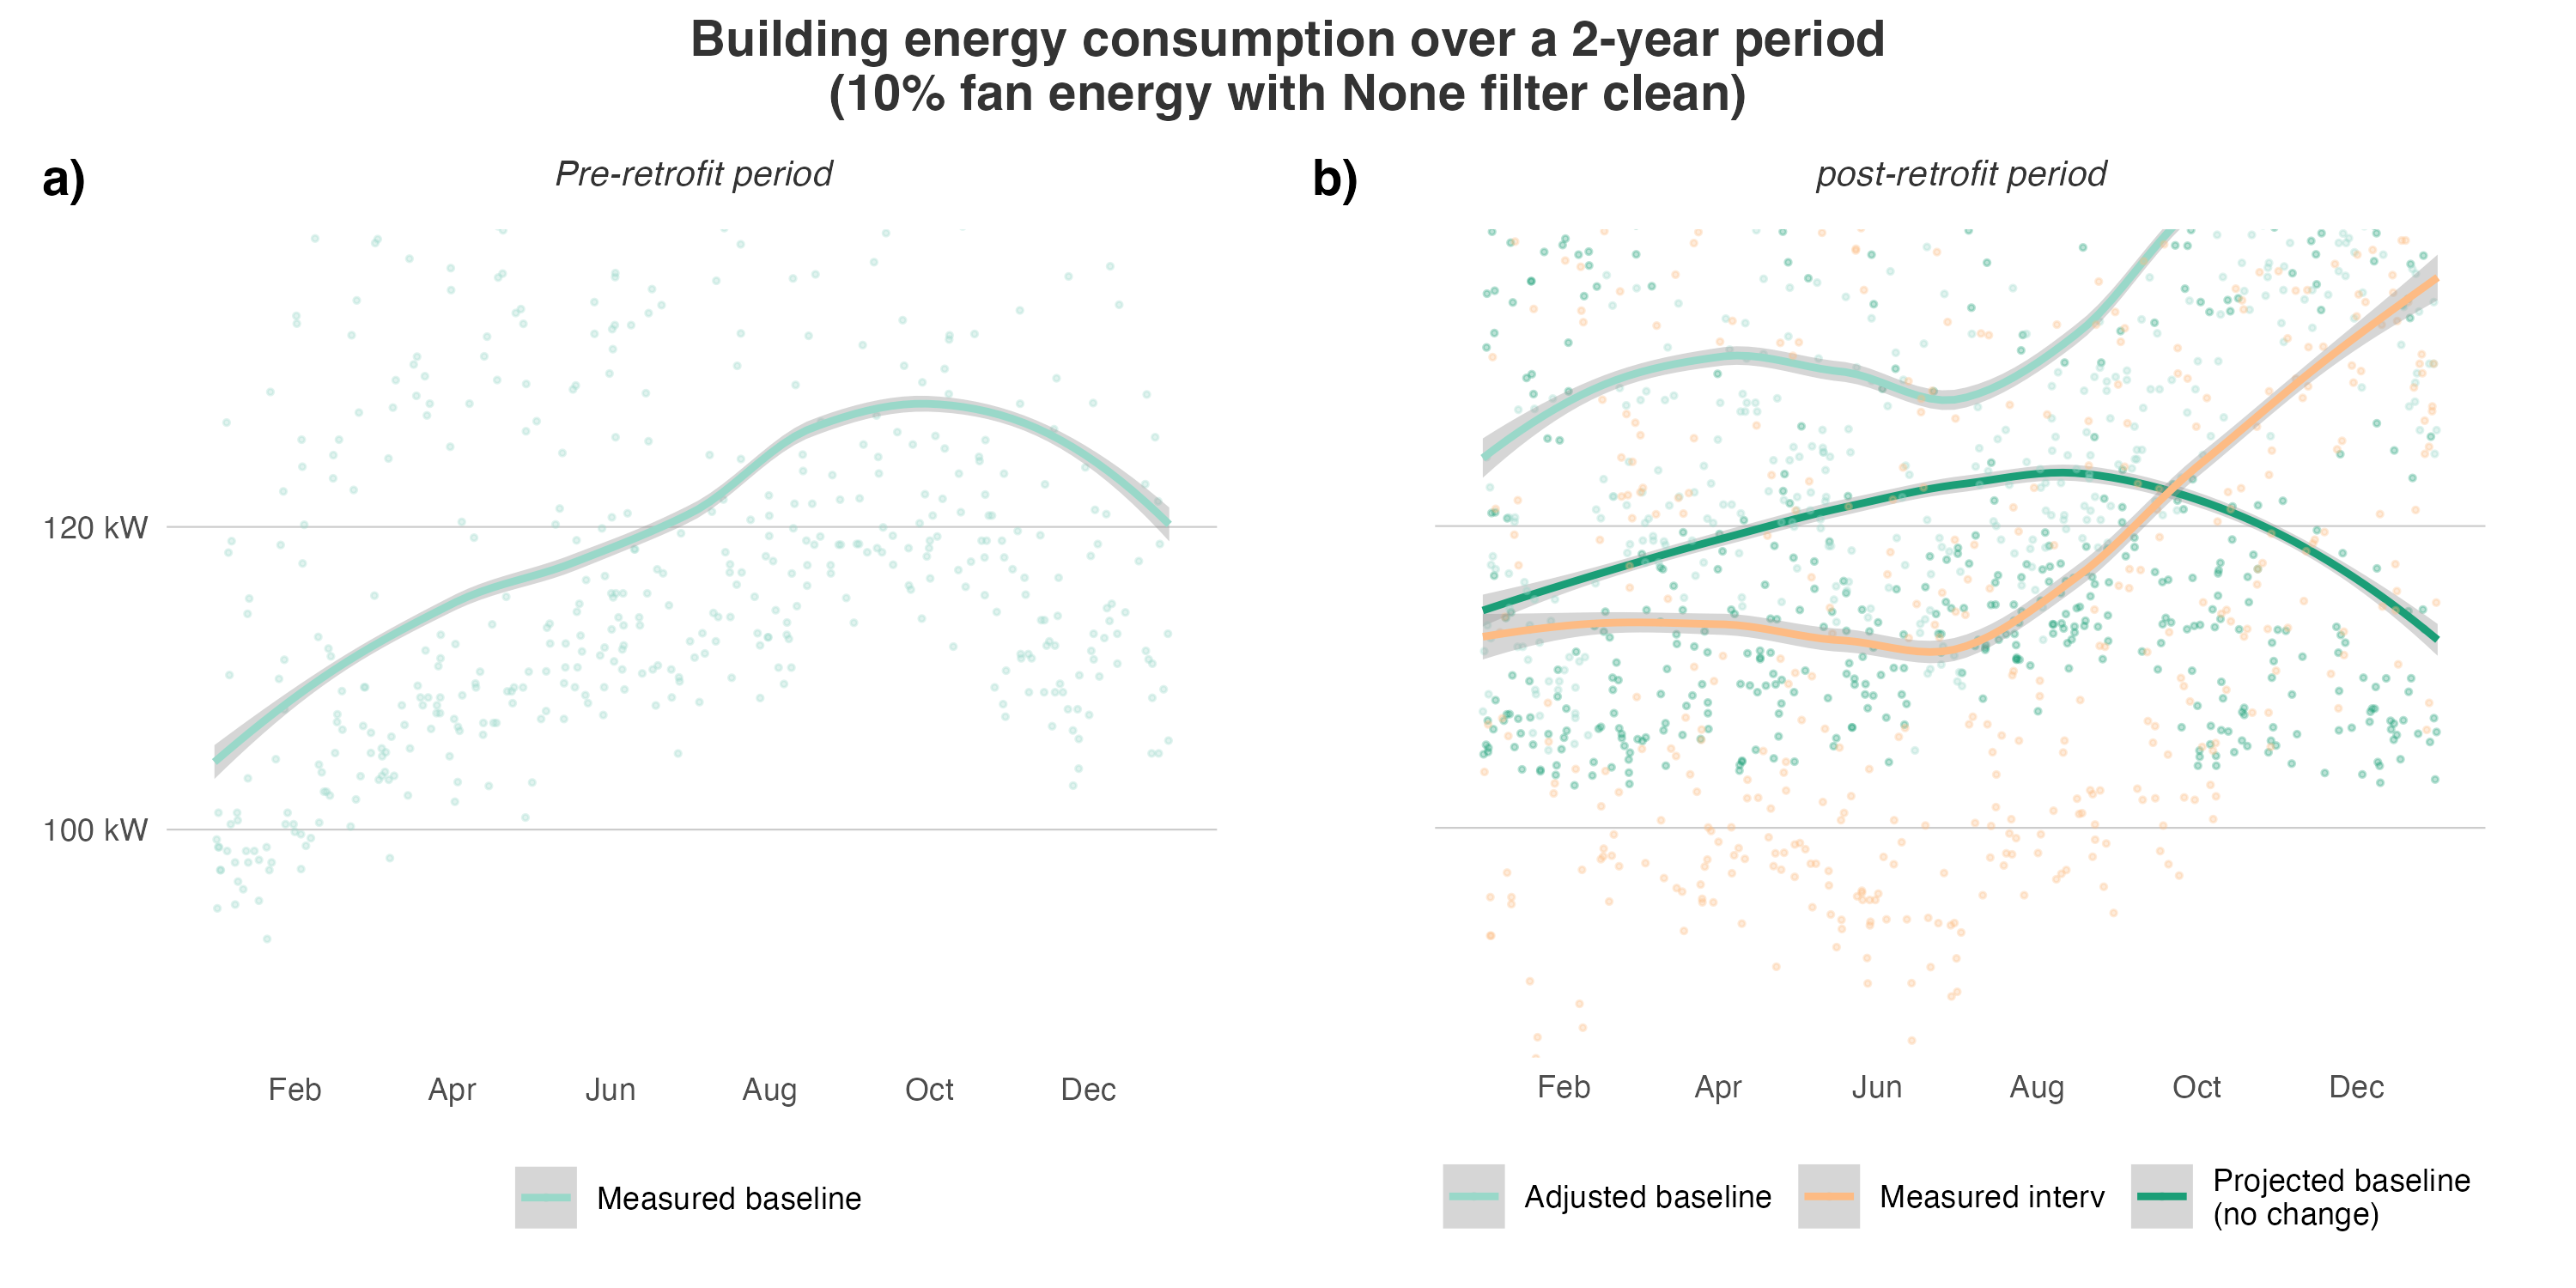 Building energy consumption over a 2-year period
(10% fan energy with None filter clean)
a)
Pre-retrofit period
120 kW
100 kW
Feb Apr Jun Aug Oct Dec
Measured baseline
b)
post-retrofit period
Feb Apr Jun Aug Oct Dec
Adjusted baseline
Measured interv
Projected baseline
(no change)